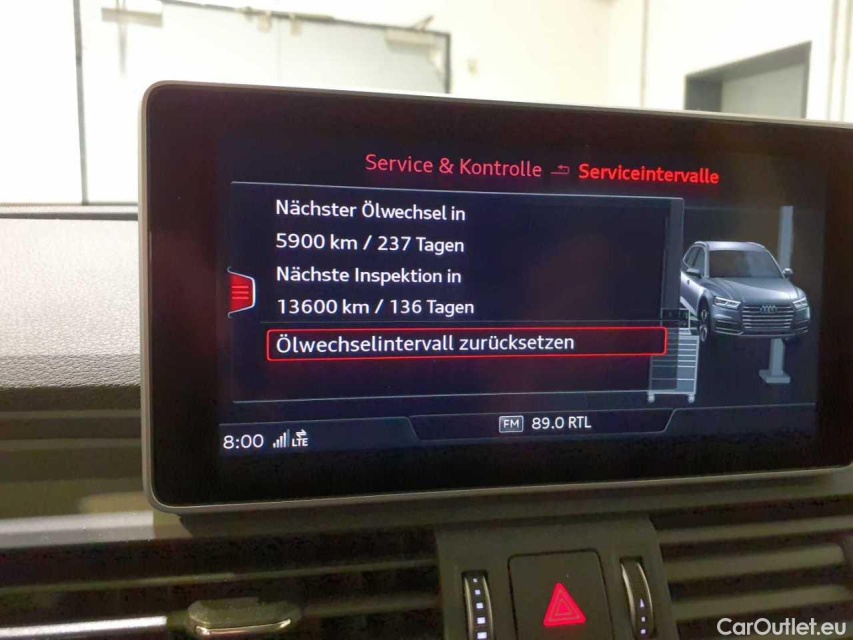 Service & Kontrolle Serviceintervalle
Nächster Ölwechsel in
5900 km / 237 Tagen
Nächste Inspektion in
13600 km / 136 Tagen
Ölwechselintervall zurücksetzen
FM 89.0 RTL
8:00 LTE
CarOutlet.eu